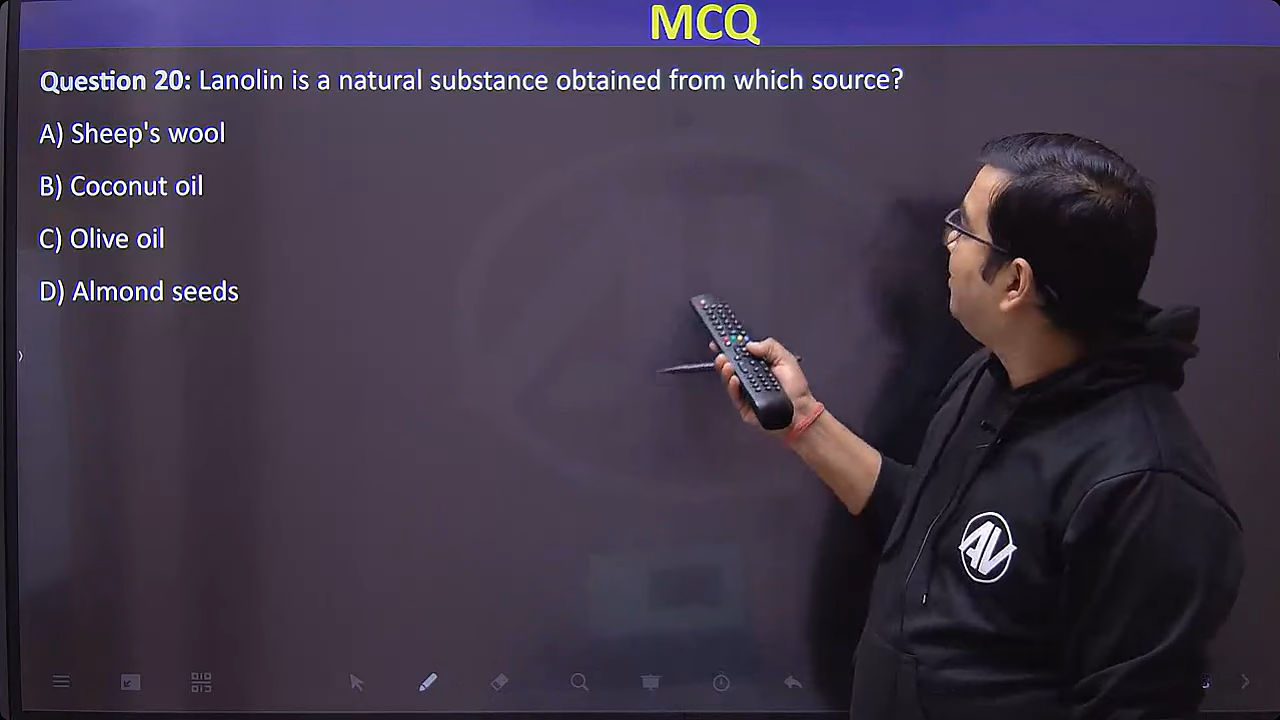 MCQ
Question 20: Lanolin is a natural substance obtained from which source?
A) Sheep's wool
B) Coconut oil
C) Olive oil
D) Almond seeds
AV